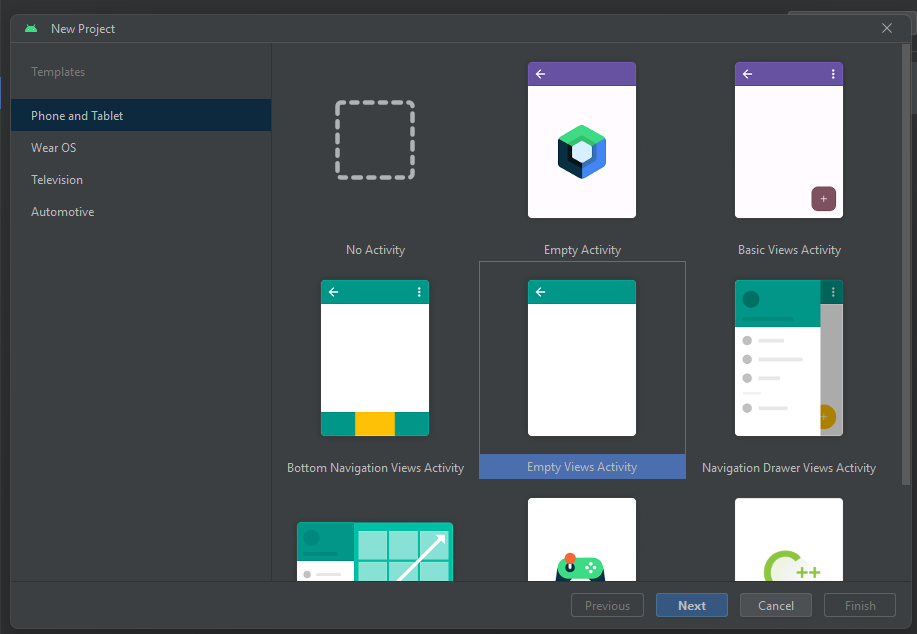 New Project
Templates
Phone and Tablet
Wear OS
Television
Automotive
No Activity
Empty Activity
Basic Views Activity
Bottom Navigation Views Activity
Empty Views Activity
Navigation Drawer Views Activity
C++
Previous
Next
Cancel
Finish